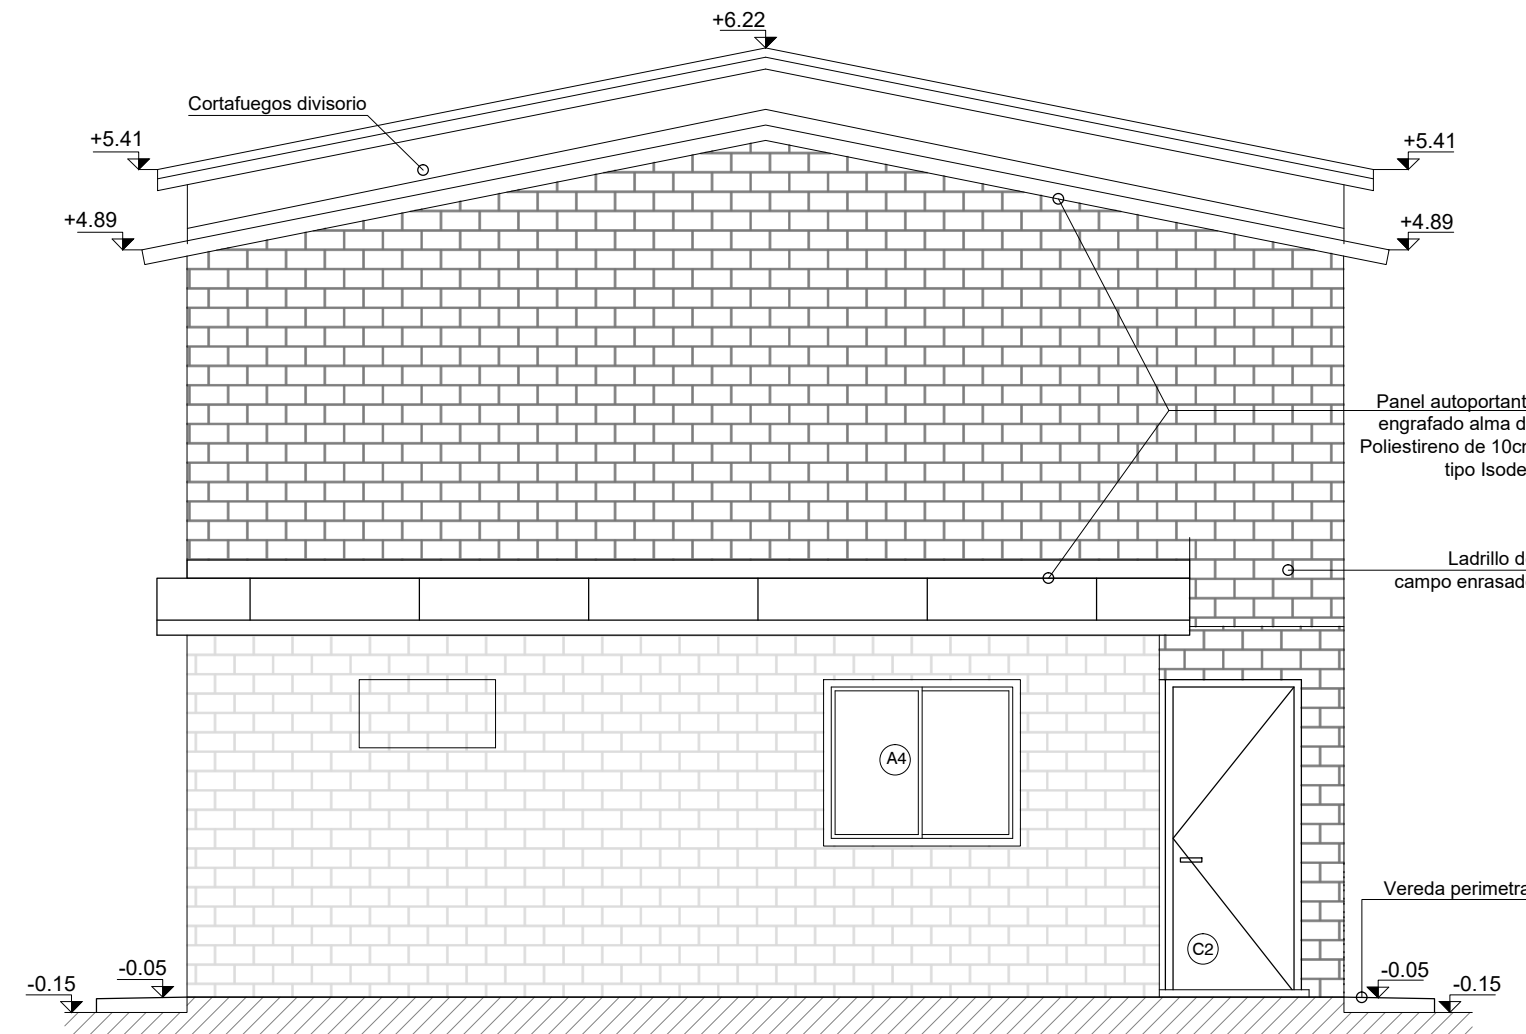 +6.22
Cortafuegos divisorio
+5.41
+5.41
+4.89
+4.89
Panel autoportant
engrafado alma d
Poliestireno de 10cm
tipo Isode
Ladrillo d
campo enrasad
A4
Vereda perimetra
C2
-0.05
-0.15
-0.05
-0.15